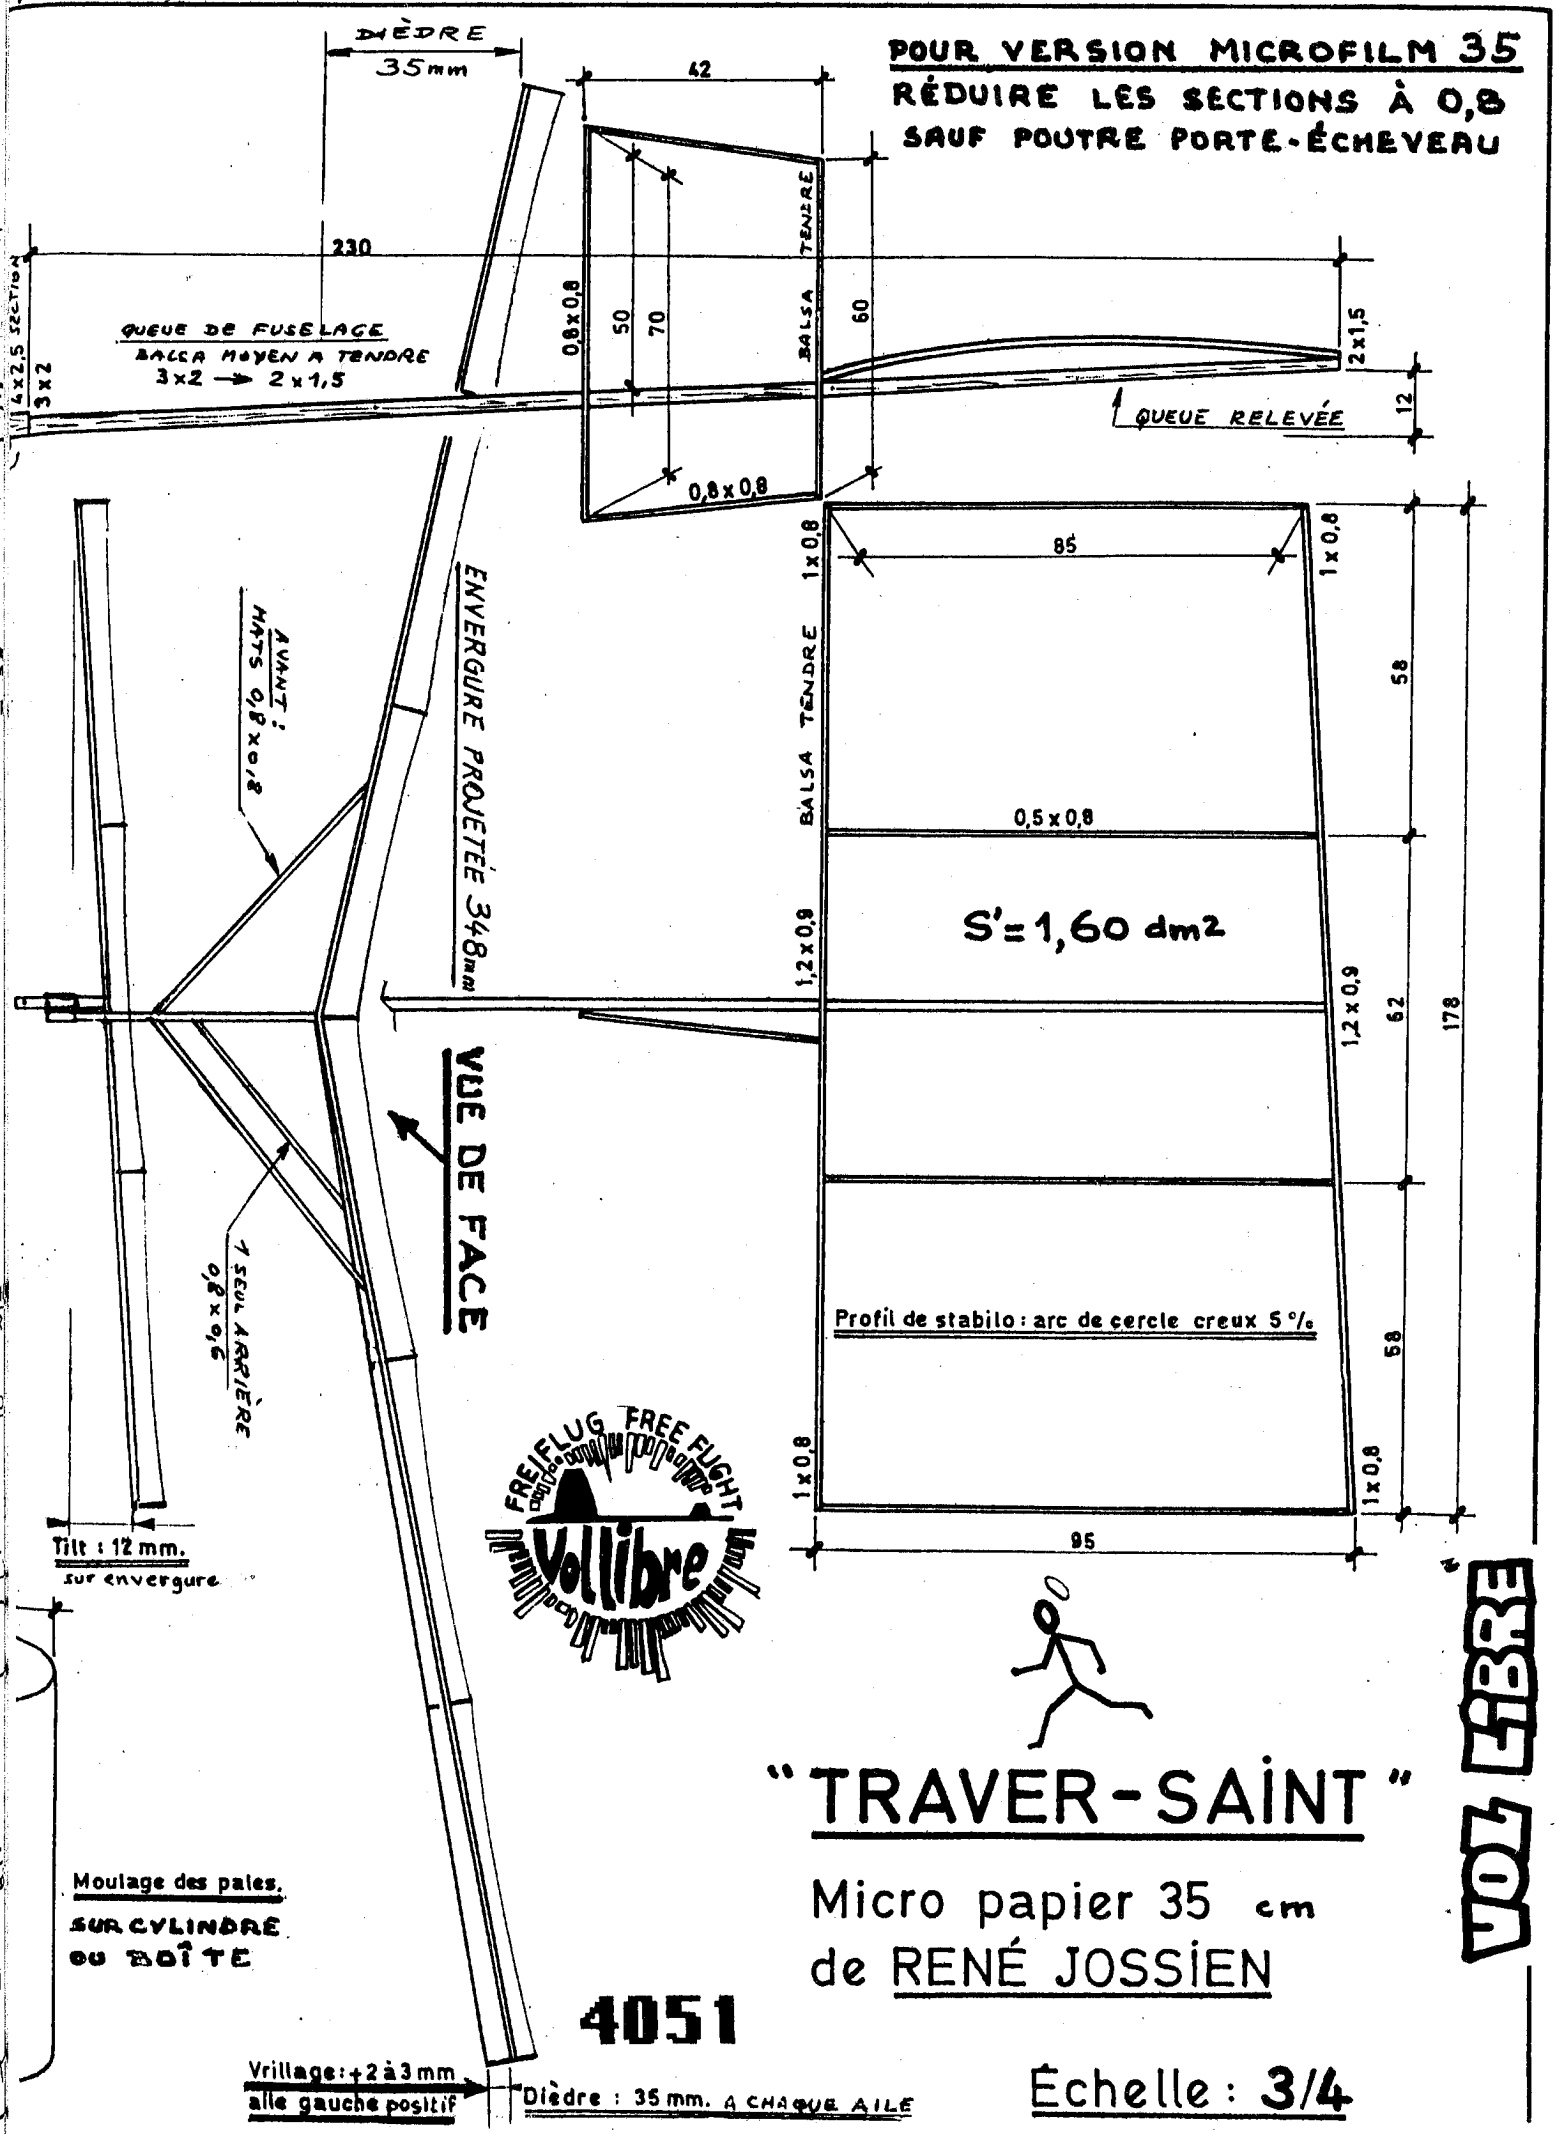 DIÈDRE
35mm
POUR VERSION MICROFILM 35
RÉDUIRE LES SECTIONS À 0,8
SAUF POUTRE PORTE-ÉCHEVEAU
42
230
4x2,5 SECTION
3x2
QUEUE DE FUSELAGE
BALSA MOYEN A TENDRE
3x2 → 2x1,5
0,8x0,8
50
70
BALSA TENDRE
60
2x1,5
12
QUEUE RELEVÉE
0,8x0,8
1x0,8
85
1x0,8
58
BALSA TENDRE
ENVERGURE PROJETÉE 348mm
AVANT:
MATS 0,8x0,8
0,5x0,8
S'=1,60 dm2
1,2x0,9
1,2x0,9
62
178
VUE DE FACE
1 SEUL ARRIÈRE
0,8x0,6
Profil de stabilo: arc de cercle creux 5%
58
1x0,8
1x0,8
95
Tilt : 12 mm.
sur envergure
FREIFLUG FREE FLIGHT
Vol libre
VOL LIBRE
"TRAVER-SAINT"
Micro papier 35 cm
de RENÉ JOSSIEN
Moulage des pales.
SUR CYLINDRE
OU BOÎTE
4051
Vrillage:+2à3mm
aile gauche positif
Dièdre : 35mm. A CHAQUE AILE
Échelle : 3/4